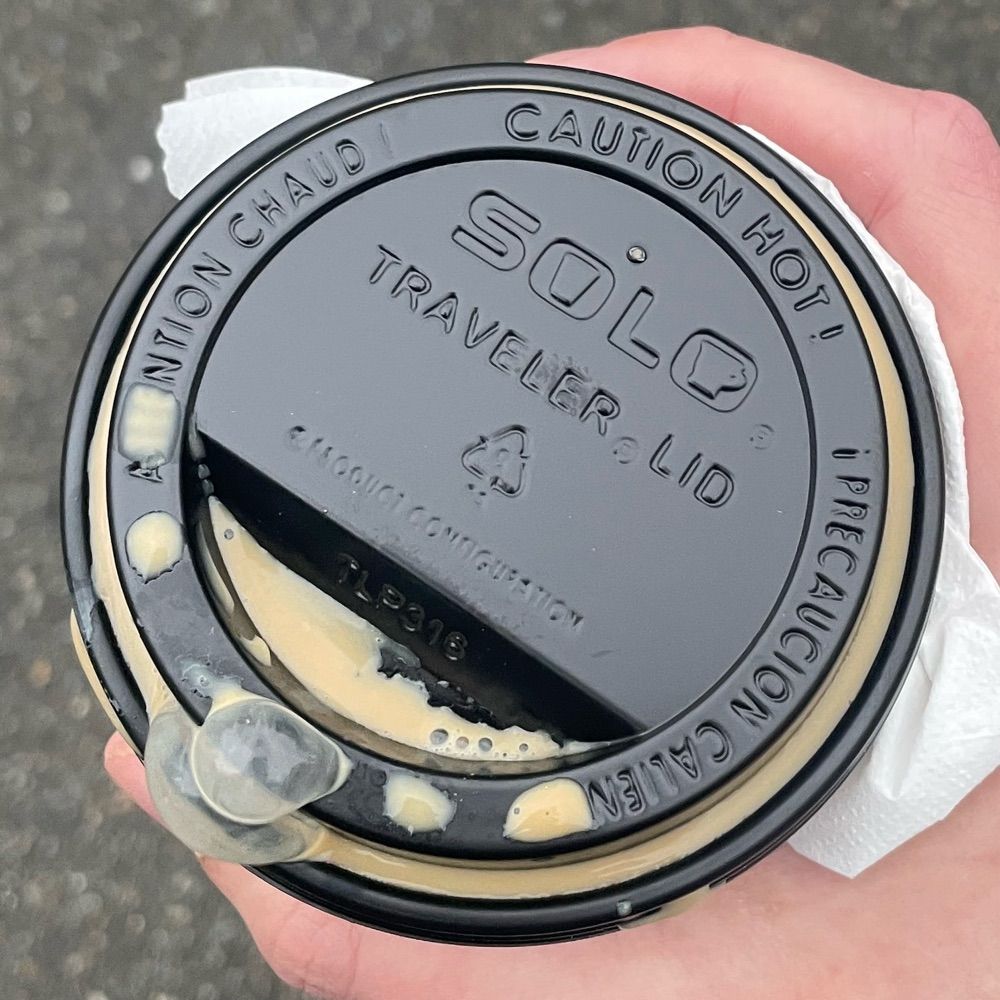 CAUTION HOT !
¡ PRECAUCION CALIEN
A NTION CHAUD !
SOLO®
TRAVELER® LID
TLP316